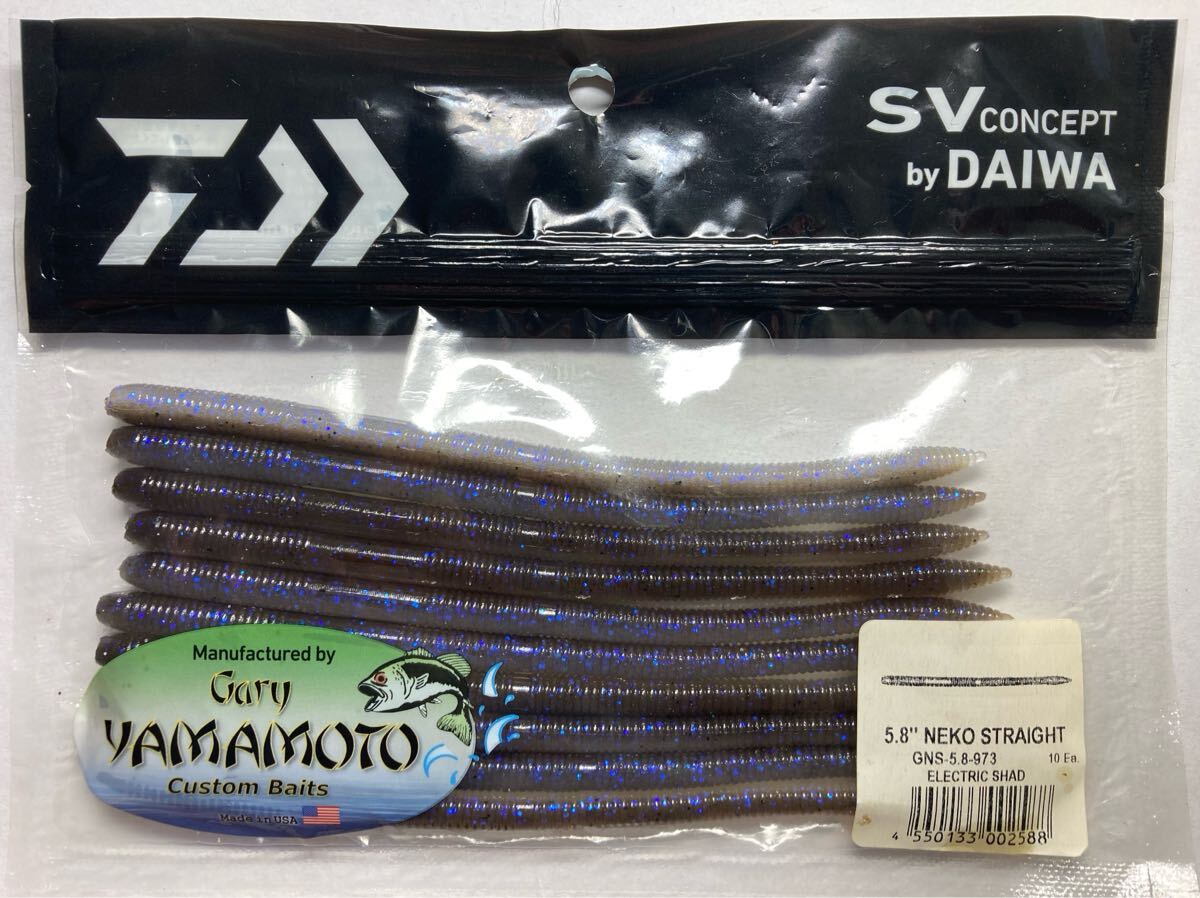 SV CONCEPT
by DAIWA
Manufactured by
Gary
YAMAMOTO
Custom Baits
Made in USA
5.8" NEKO STRAIGHT
GNS-5.8-973 10 Ea.
ELECTRIC SHAD
4 550133 002588